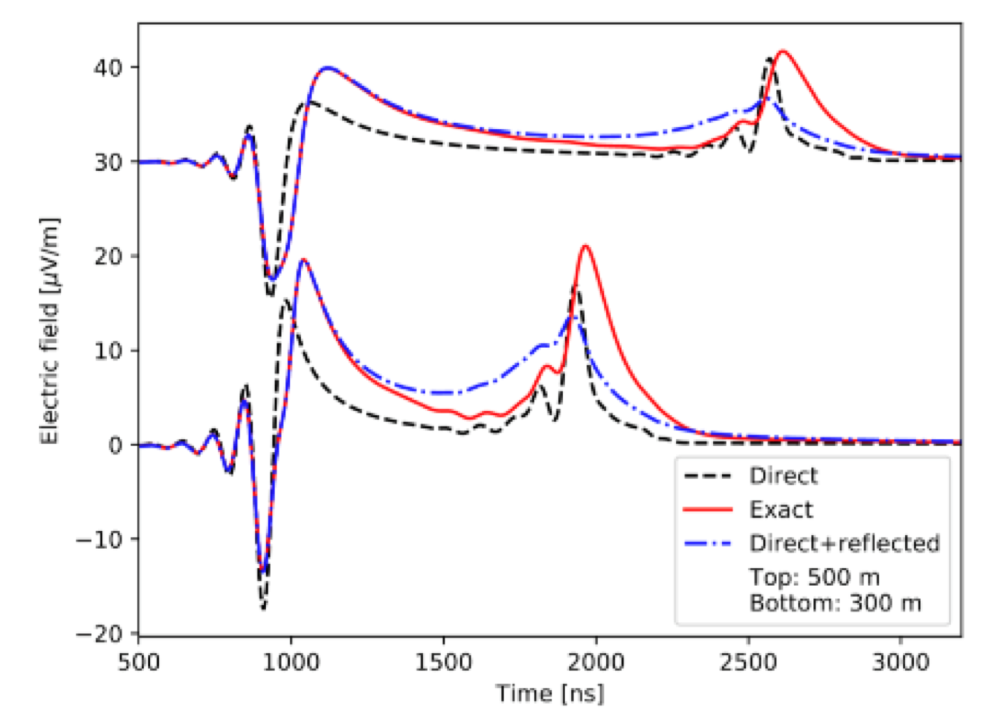 Electric field [µV/m]
40
30
20
10
0
−10
−20
500
1000
1500
2000
2500
3000
Time [ns]
Direct
Exact
Direct+reflected
Top: 500 m
Bottom: 300 m